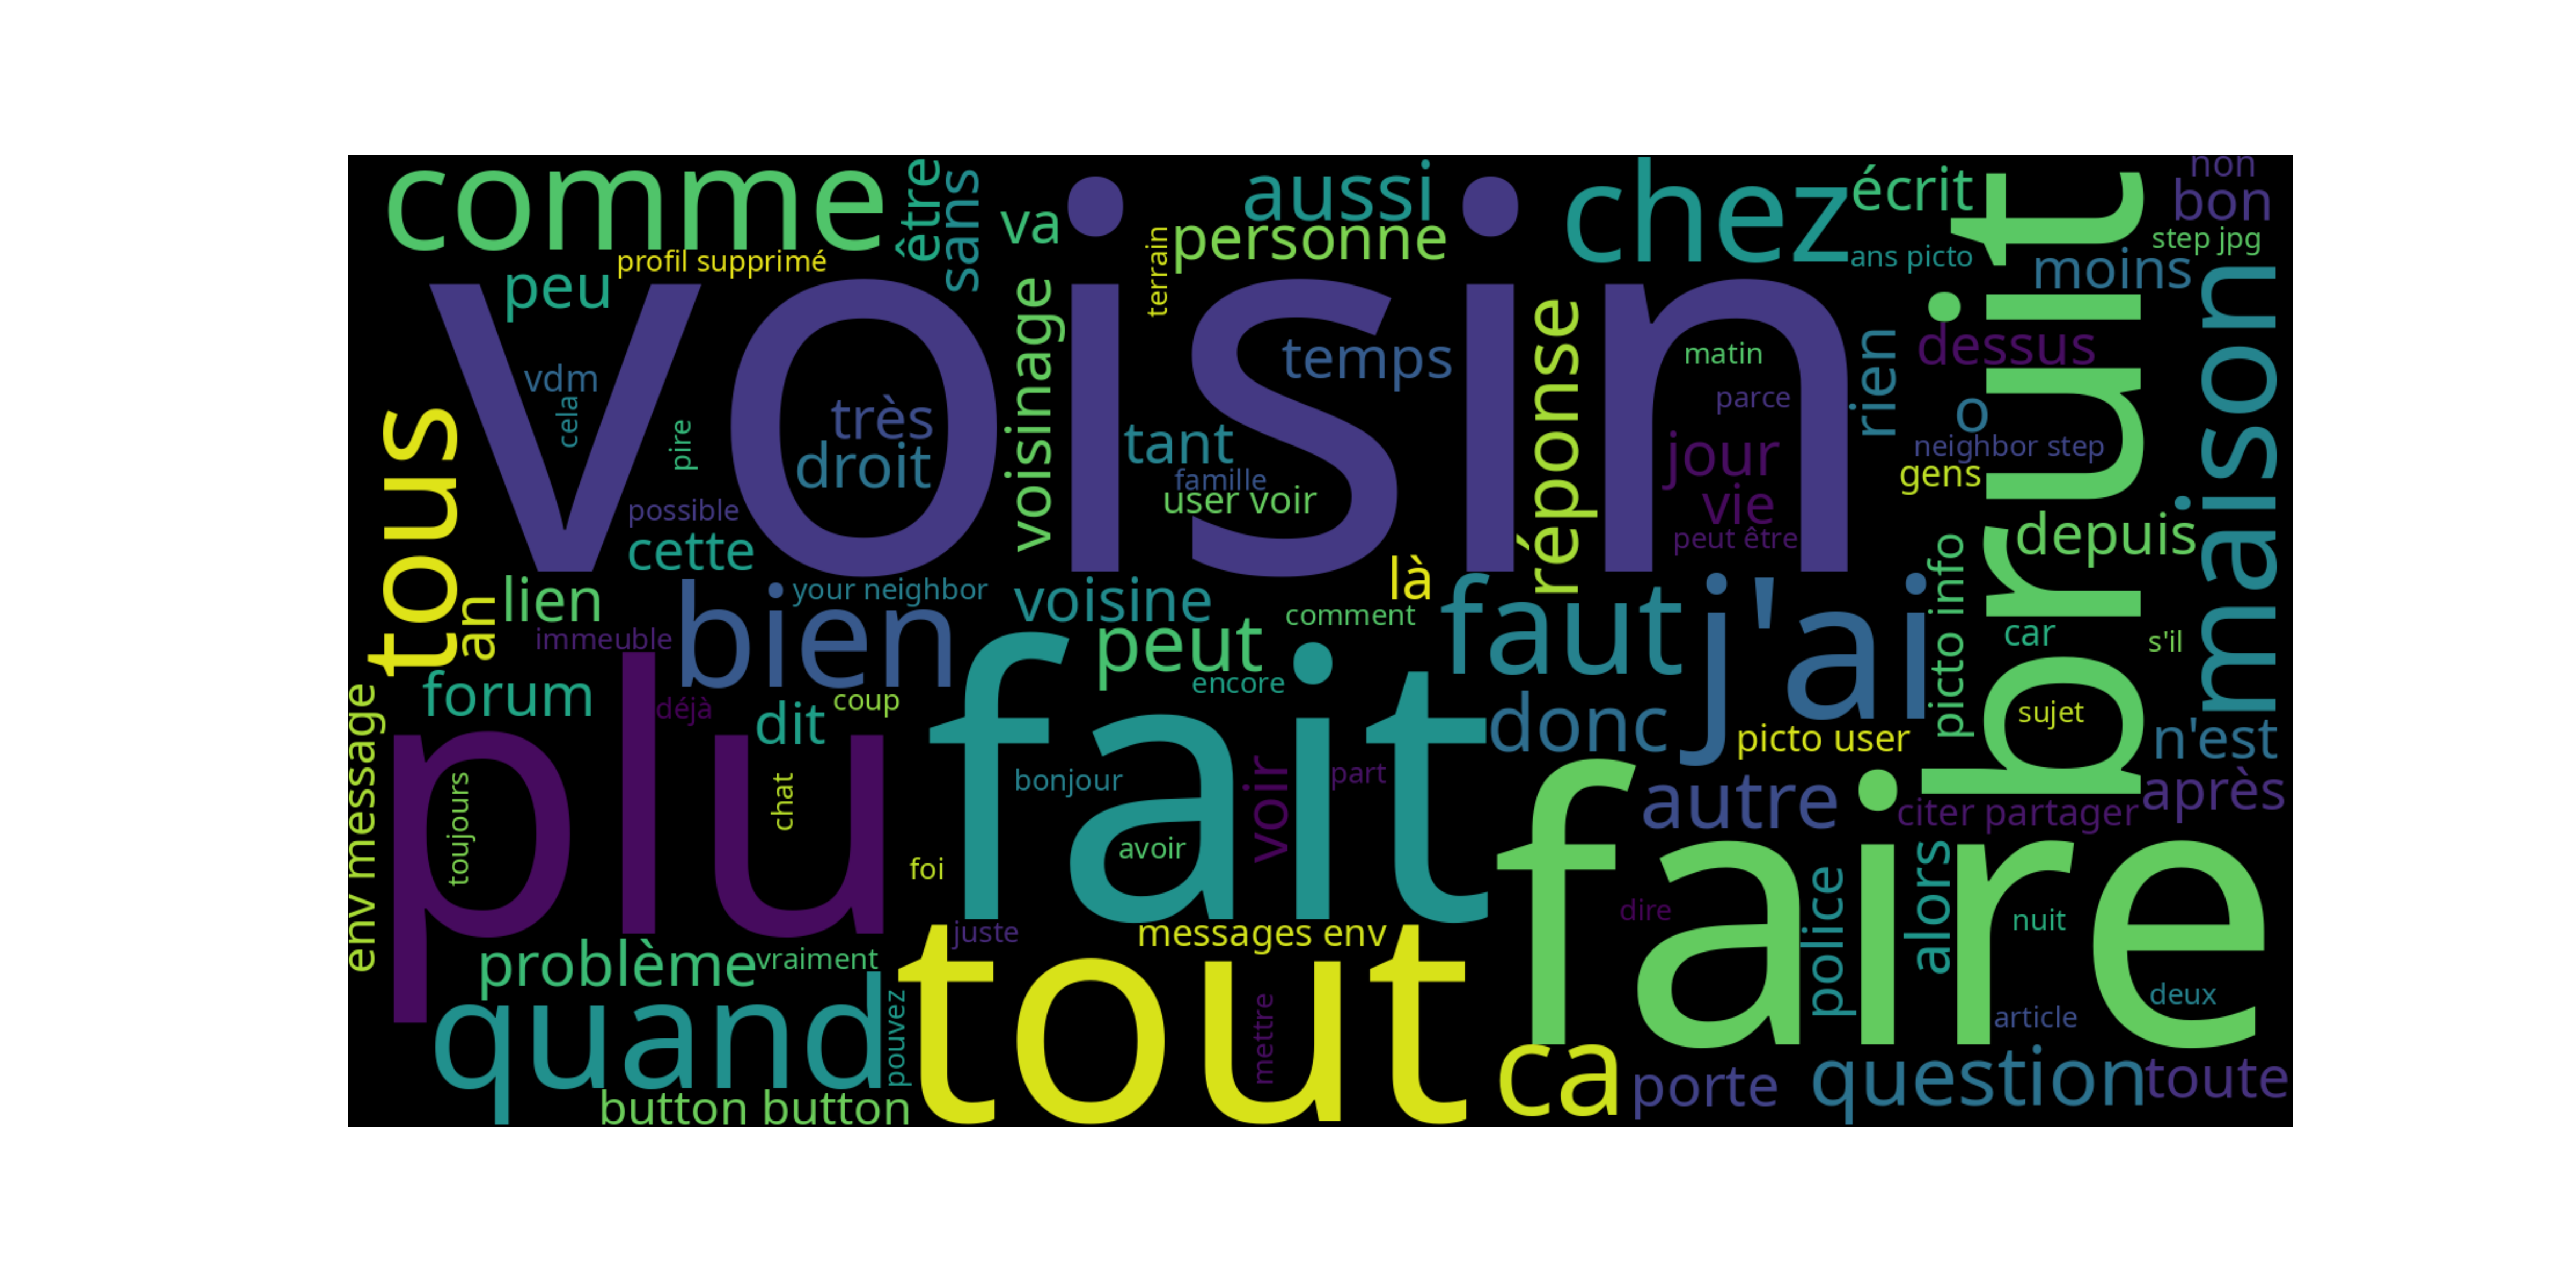 comme
être
sans
va
aussi
personne
chez
écrit
non
bon
step jpg
ans picto
moins
profil supprimé
peu
terrain
voisin
bruit
maison
voisinage
temps
réponse
matin
rien
dessus
vdm
cela
pire
très
droit
tant
famille
user voir
parce
jour
vie
peut être
o
neighbor step
gens
tous
possible
cette
depuis
an
lien
your neighbor
bien
immeuble
voisine
là
comment
peut
encore
faut
j'ai
picto info
car
s'il
forum
déjà
dit
coup
plu
fait
donc
picto user
sujet
n'est
env message
toujours
chat
bonjour
voir
part
autre
citer partager
après
avoir
foi
faire
police
alors
nuit
dire
juste
messages env
problème
vraiment
quand
pouvez
tout
mettre
deux
article
ca
porte
question
toute
button button